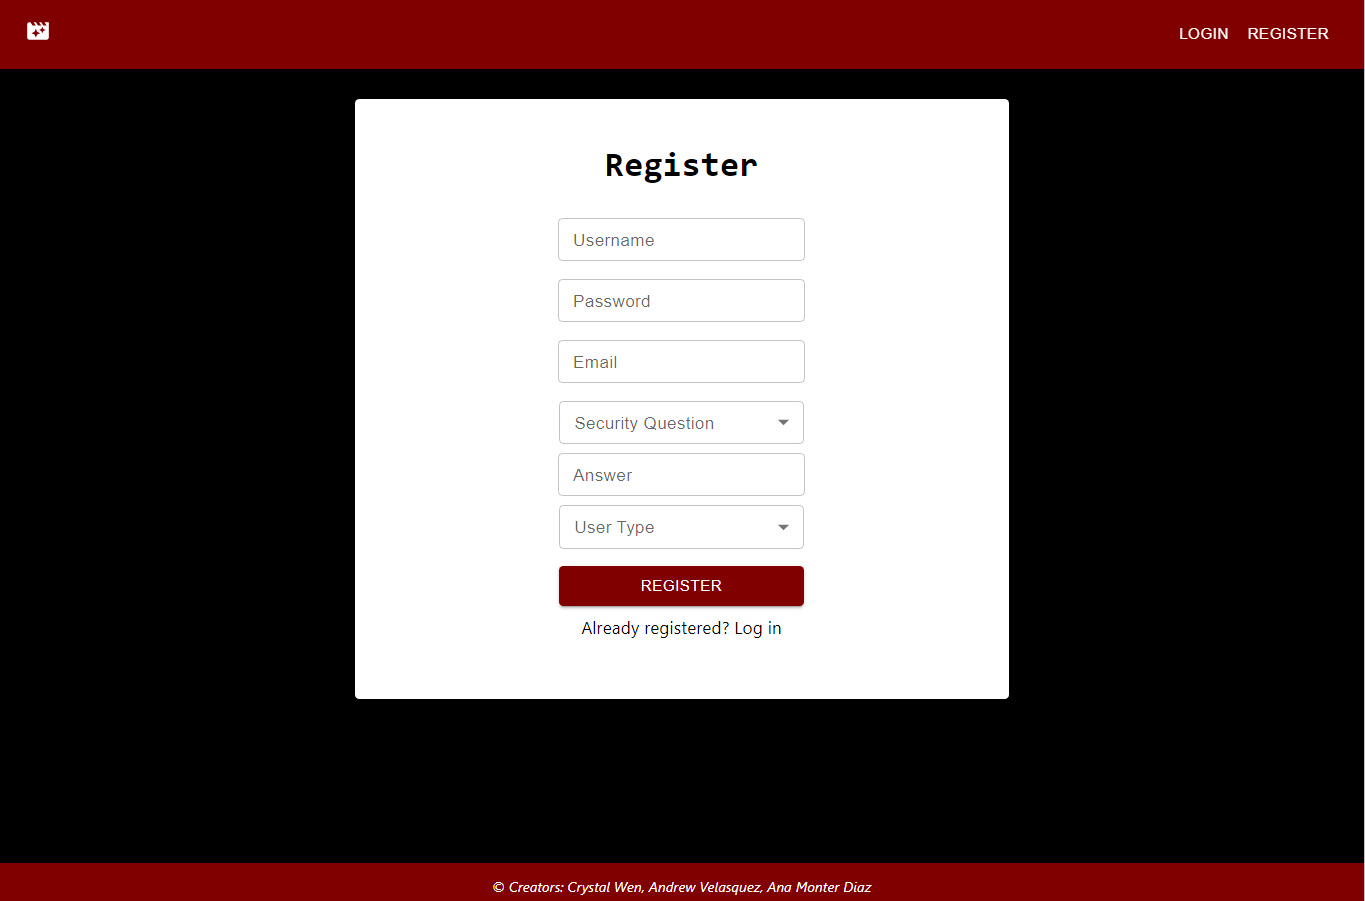 LOGIN REGISTER
Register
Username
Password
Email
Security Question
Answer
User Type
REGISTER
Already registered? Log in
© Creators: Crystal Wen, Andrew Velasquez, Ana Monter Diaz